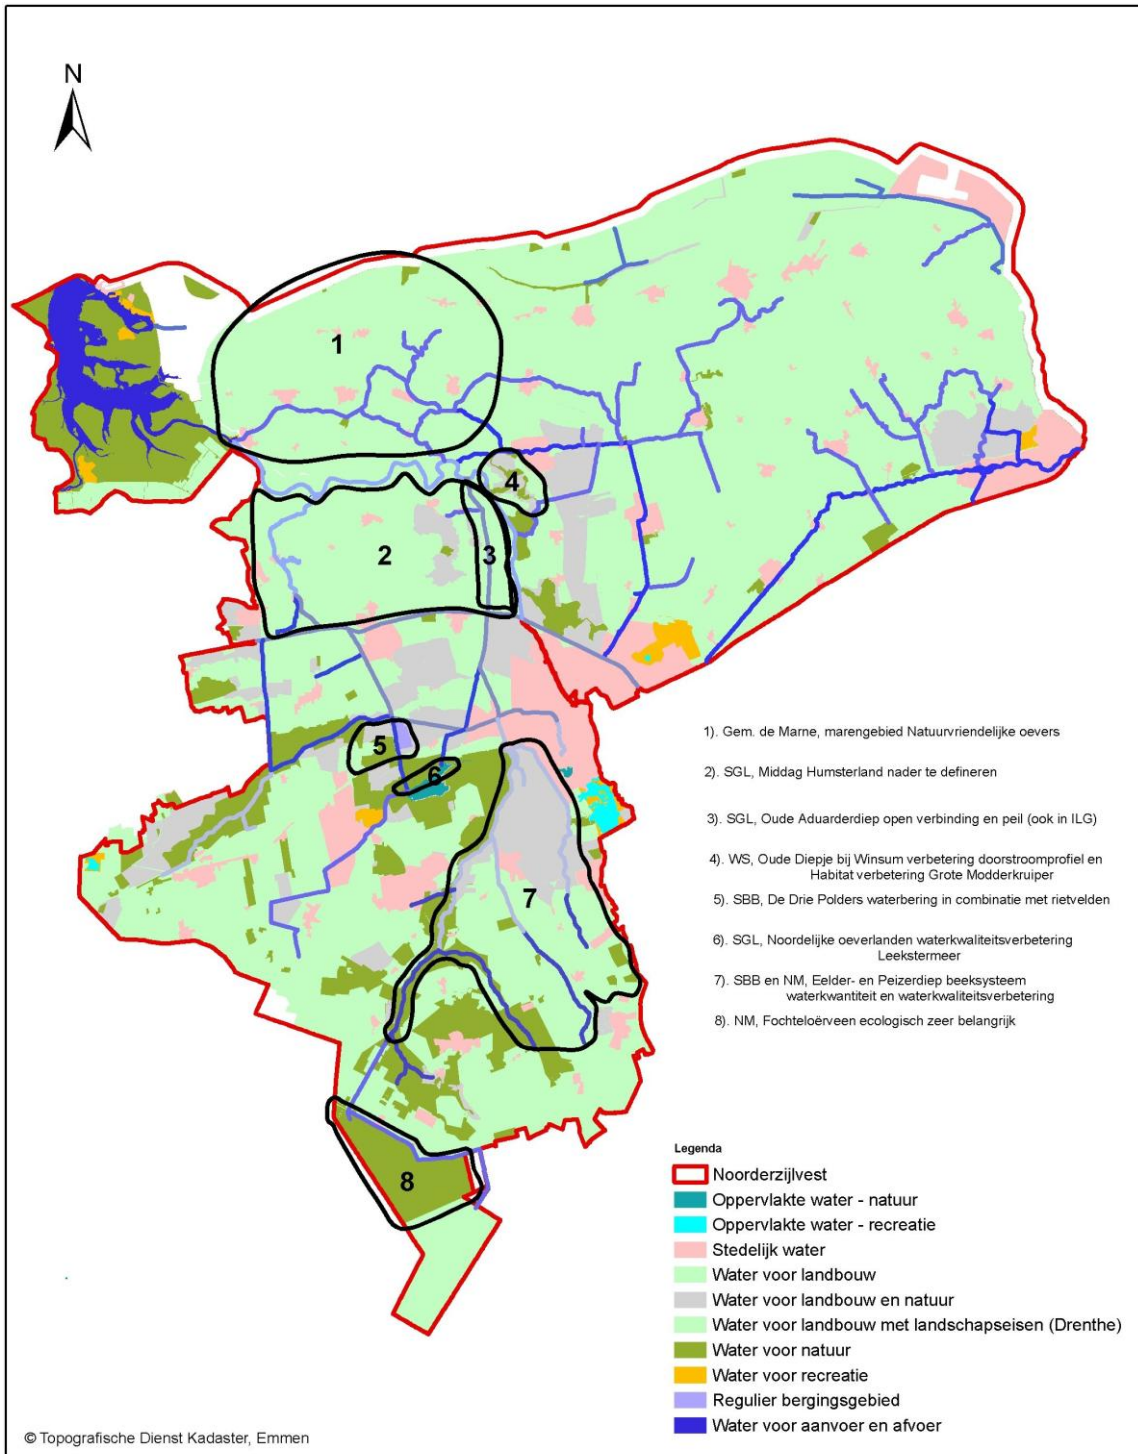 N
1
2
3
4
5
6
7
8
1). Gem. de Marne, marengebied Natuurvriendelijke oevers
2). SGL, Middag Humsterland nader te defineren
3). SGL, Oude Aduarderdiep open verbinding en peil (ook in ILG)
4). WS, Oude Diepje bij Winsum verbetering doorstroomprofiel en
Habitat verbetering Grote Modderkruiper
5). SBB, De Drie Polders waterbering in combinatie met rietvelden
6). SGL, Noordelijke oeverlanden waterkwaliteitsverbetering
Leekstermeer
7). SBB en NM, Eelder- en Peizerdiep beeksysteem
waterkwantiteit en waterkwaliteitsverbetering
8). NM, Fochteloërveen ecologisch zeer belangrijk
Legenda
Noorderzijlvest
Oppervlakte water - natuur
Oppervlakte water - recreatie
Stedelijk water
Water voor landbouw
Water voor landbouw en natuur
Water voor landbouw met landschapseisen (Drenthe)
Water voor natuur
Water voor recreatie
Regulier bergingsgebied
Water voor aanvoer en afvoer
© Topografische Dienst Kadaster, Emmen